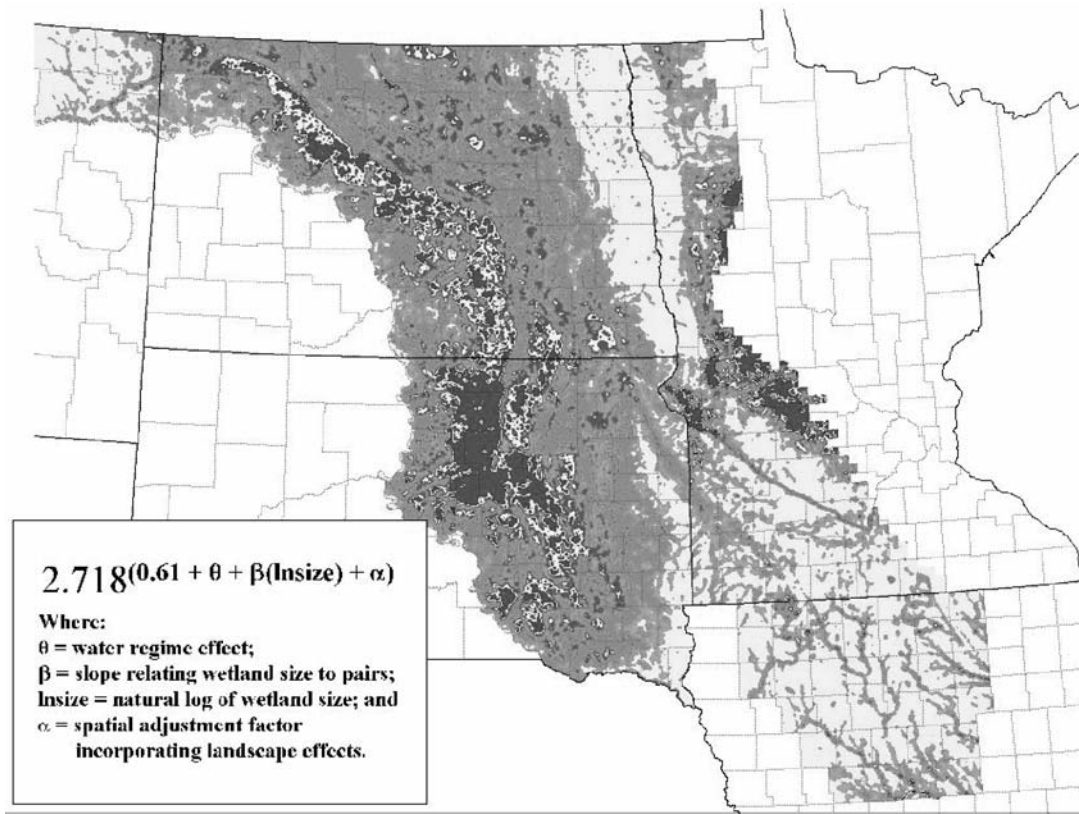 2.718(0.61 + θ + β(lnsize) + α)
Where:
θ = water regime effect;
β = slope relating wetland size to pairs;
lnsize = natural log of wetland size; and
α = spatial adjustment factor
incorporating landscape effects.